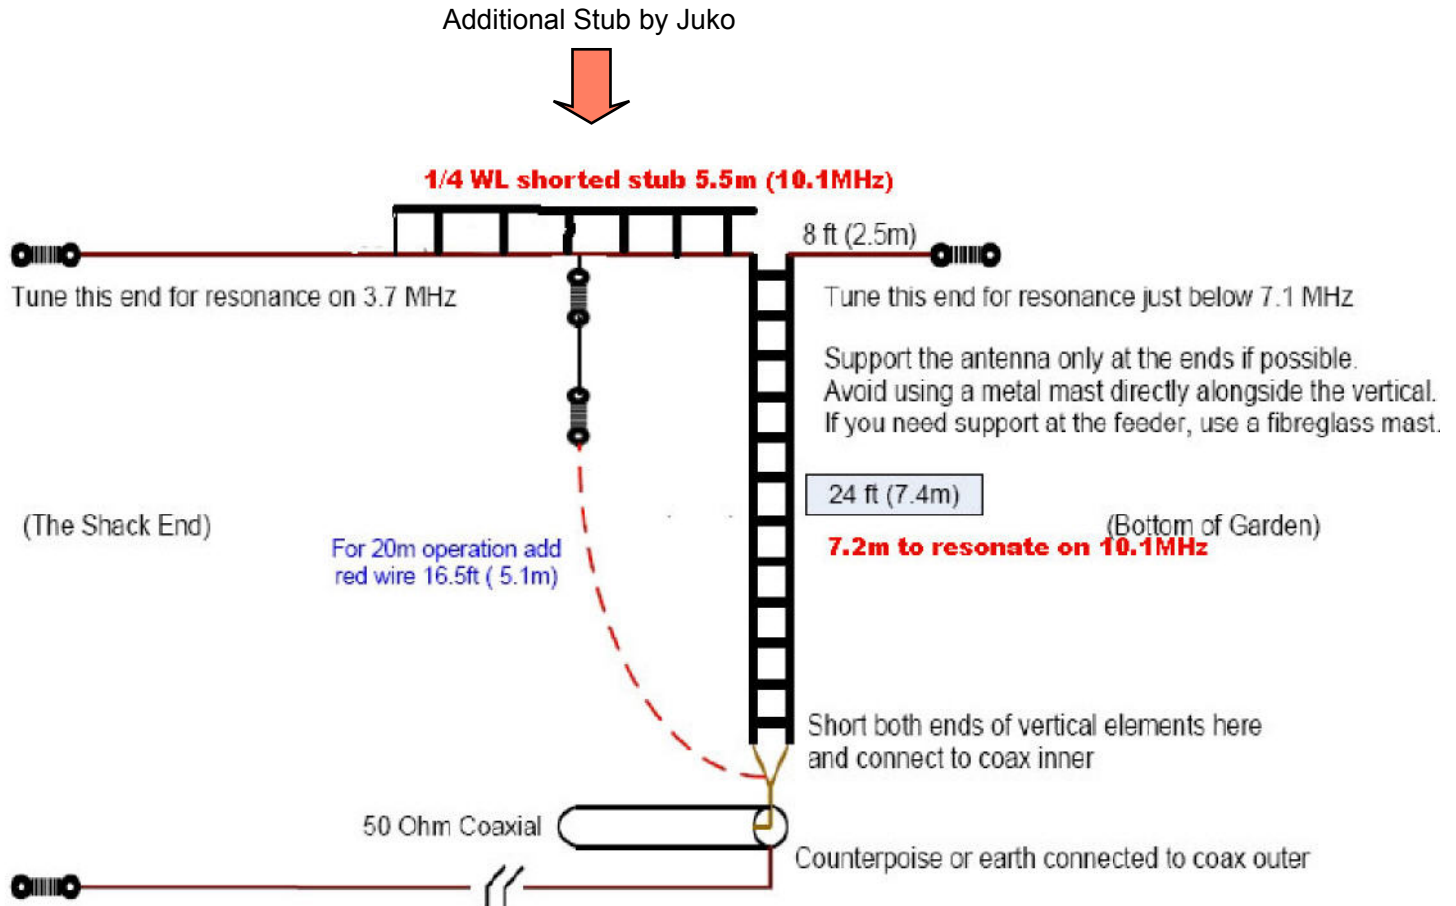 Additional Stub by Juko
1/4 WL shorted stub 5.5m (10.1MHz)
8 ft (2.5m)
Tune this end for resonance on 3.7 MHz
Tune this end for resonance just below 7.1 MHz
Support the antenna only at the ends if possible.
Avoid using a metal mast directly alongside the vertical.
If you need support at the feeder, use a fibreglass mast.
24 ft (7.4m)
(The Shack End)
(Bottom of Garden)
7.2m to resonate on 10.1MHz
For 20m operation add
red wire 16.5ft ( 5.1m)
Short both ends of vertical elements here
and connect to coax inner
50 Ohm Coaxial
Counterpoise or earth connected to coax outer